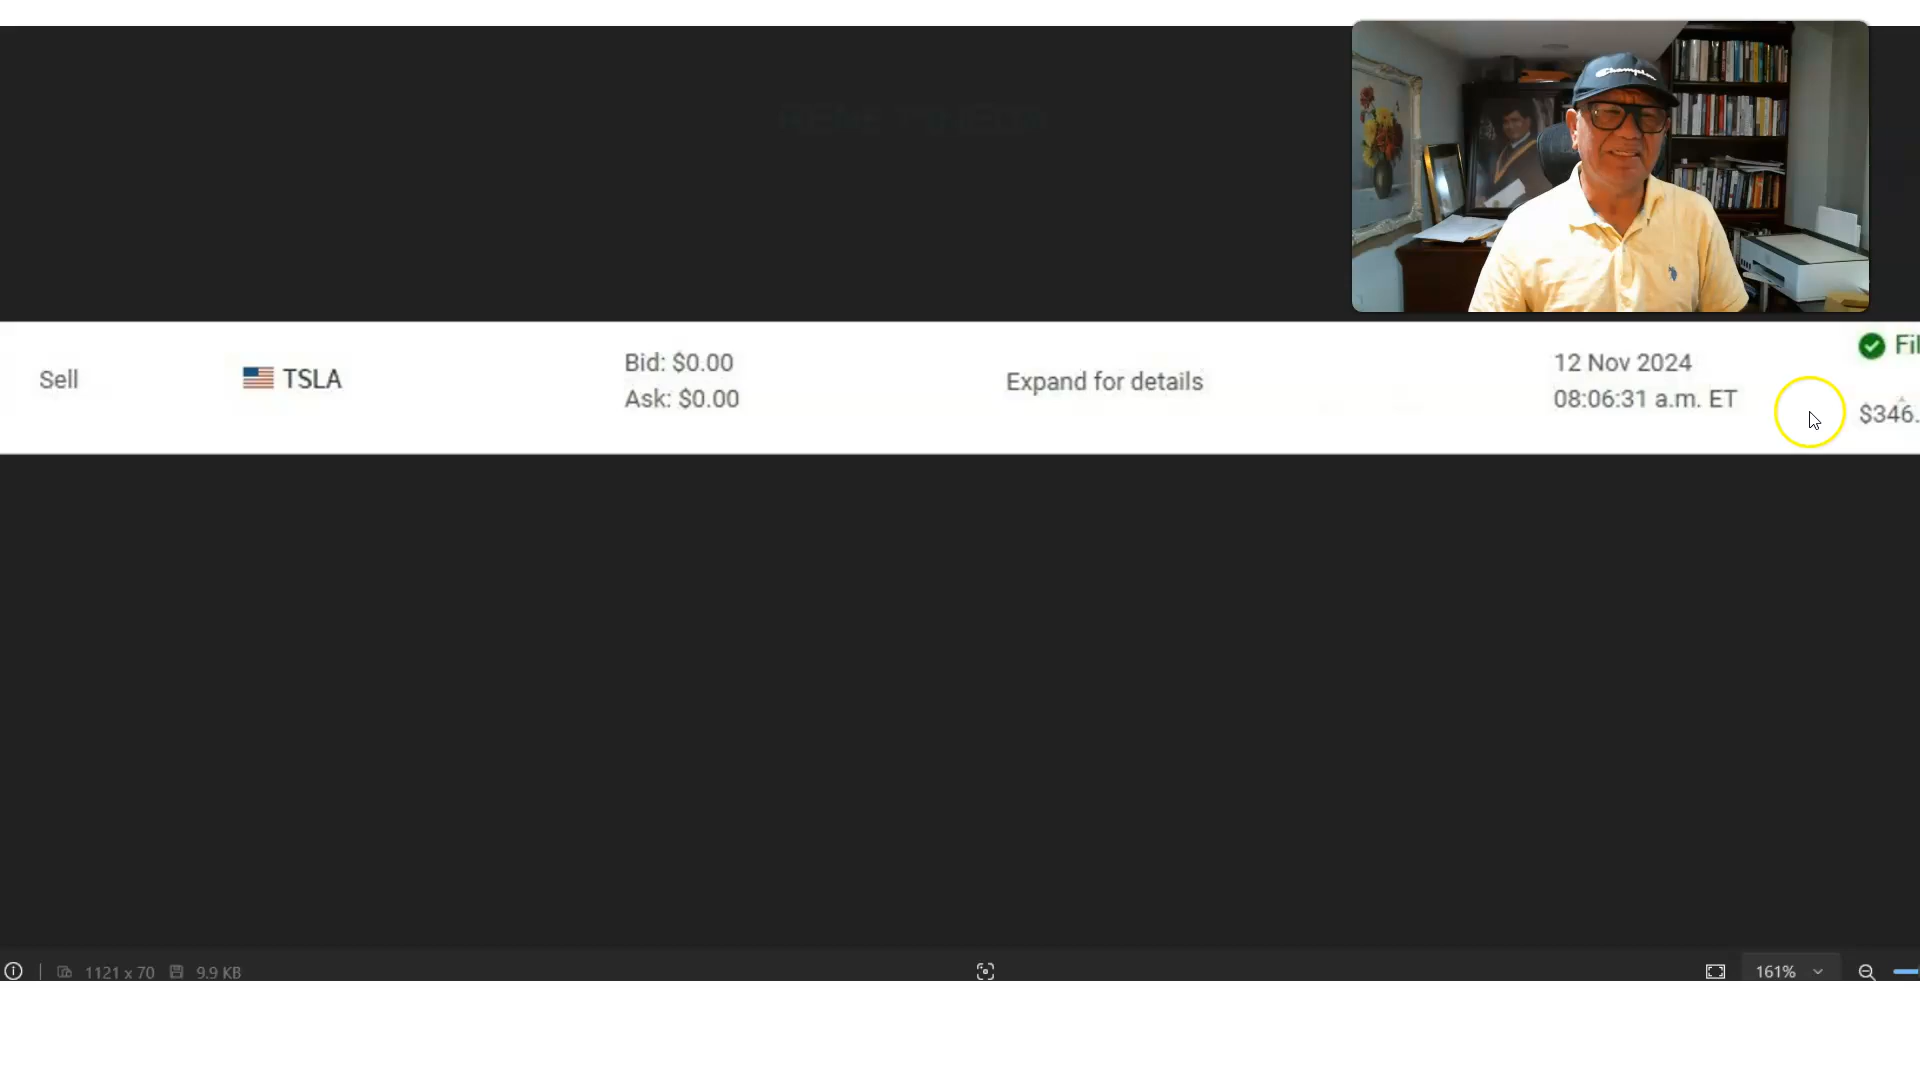 Champion
Sell
TSLA
Bid: $0.00
Ask: $0.00
Expand for details
12 Nov 2024
08:06:31 a.m. ET
Fil
$346.
1121 x 70
9.9 KB
161%